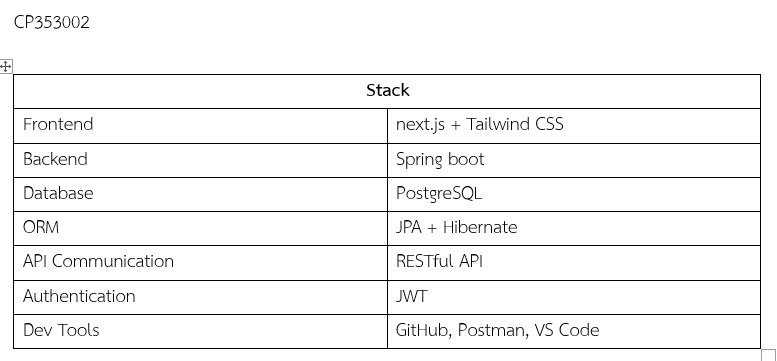 CP353002
Stack
Frontend next.js + Tailwind CSS
Backend Spring boot
Database PostgreSQL
ORM JPA + Hibernate
API Communication RESTful API
Authentication JWT
Dev Tools GitHub, Postman, VS Code